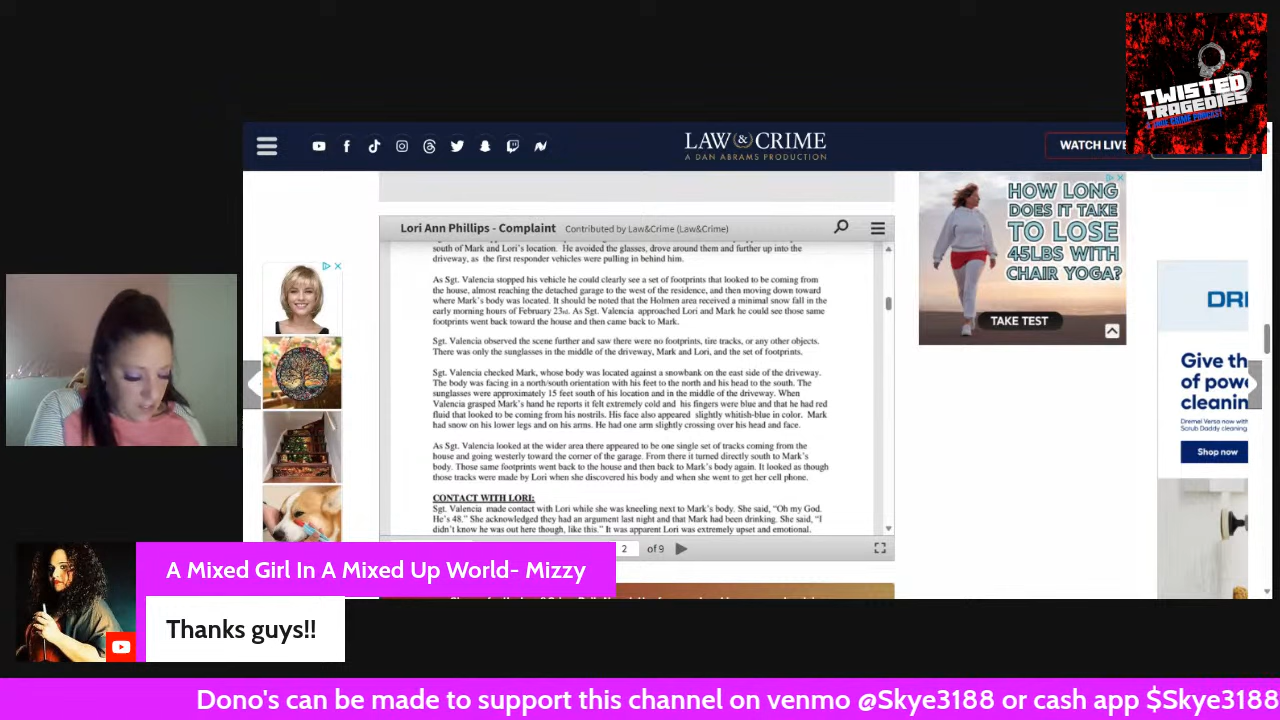 TWISTED
TRAGEDIES
A TRUE CRIME PODCAST
LAW & CRIME
A DAN ABRAMS PRODUCTION
WATCH LIVE
Lori Ann Phillips - Complaint Contributed by Law&Crime (Law&Crime)
south of Mark and Lori's location. He avoided the glasses, drove around them and further up into the
driveway, as the first responder vehicles were pulling in behind him.
As Sgt. Valencia stopped his vehicle he could clearly see a set of footprints that looked to be coming from
the house, almost reaching the detached garage to the west of the residence, and then moving down toward
where Mark's body was located. It should be noted that the Holmen area received a minimal snow fall in the
early morning hours of February 23rd. As Sgt. Valencia approached Lori and Mark he could see those same
footprints went back toward the house and then came back to Mark.
Sgt. Valencia observed the scene further and saw there were no footprints, tire tracks, or any other objects.
There was only the sunglasses in the middle of the driveway, Mark and Lori, and the set of footprints.
Sgt. Valencia checked Mark, whose body was located against a snowbank on the east side of the driveway.
The body was facing in a north/south orientation with his feet to the north and his head to the south. The
sunglasses were approximately 15 feet south of his location and in the middle of the driveway. When
Valencia grasped Mark's hand he reports it felt extremely cold and his fingers were blue and that he had red
fluid that looked to be coming from his nostrils. His face also appeared slightly whitish-blue in color. Mark
had snow on his lower legs and on his arms. He had one arm slightly crossing over his head and face.
As Sgt. Valencia looked at the wider area there appeared to be one single set of tracks coming from the
house and going westerly toward the corner of the garage. From there it turned directly south to Mark's
body. Those same footprints went back to the house and then back to Mark's body again. It looked as though
those tracks were made by Lori when she discovered his body and when she went to get her cell phone.
CONTACT WITH LORI:
Sgt. Valencia made contact with Lori while she was kneeling next to Mark's body. She said, "Oh my God.
He's 48." She acknowledged they had an argument last night and that Mark had been drinking. She said, "I
didn't know he was out here though, like this." It was apparent Lori was extremely upset and emotional.
2 of 9
HOW LONG
DOES IT TAKE
TO LOSE
45LBS WITH
CHAIR YOGA?
TAKE TEST
DRE
Give th
of powe
cleanin
Dremel Versa now with
Scrub Daddy cleaning
Shop now
A Mixed Girl In A Mixed Up World- Mizzy
Thanks guys!!
Dono's can be made to support this channel on venmo @Skye3188 or cash app $Skye3188